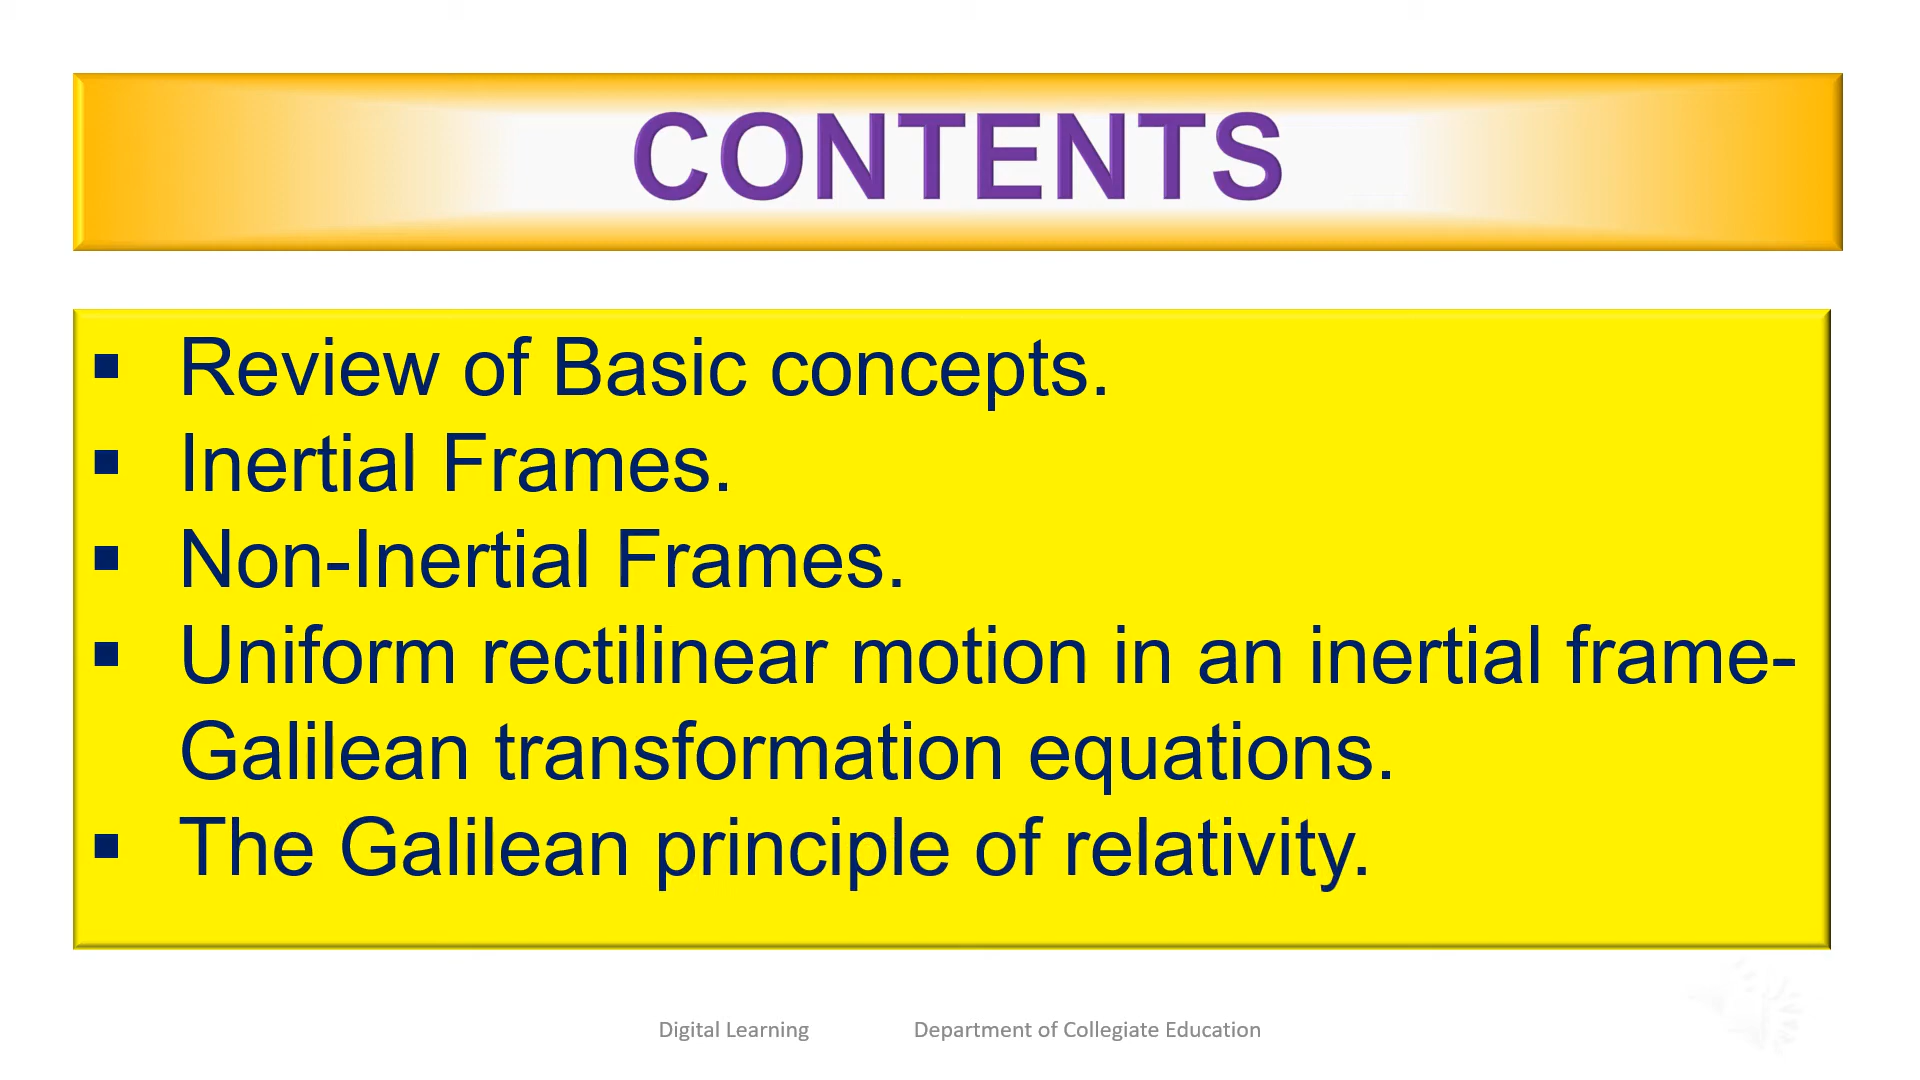 CONTENTS
▪ Review of Basic concepts.
▪ Inertial Frames.
▪ Non-Inertial Frames.
▪ Uniform rectilinear motion in an inertial frame-
Galilean transformation equations.
▪ The Galilean principle of relativity.
Digital Learning Department of Collegiate Education